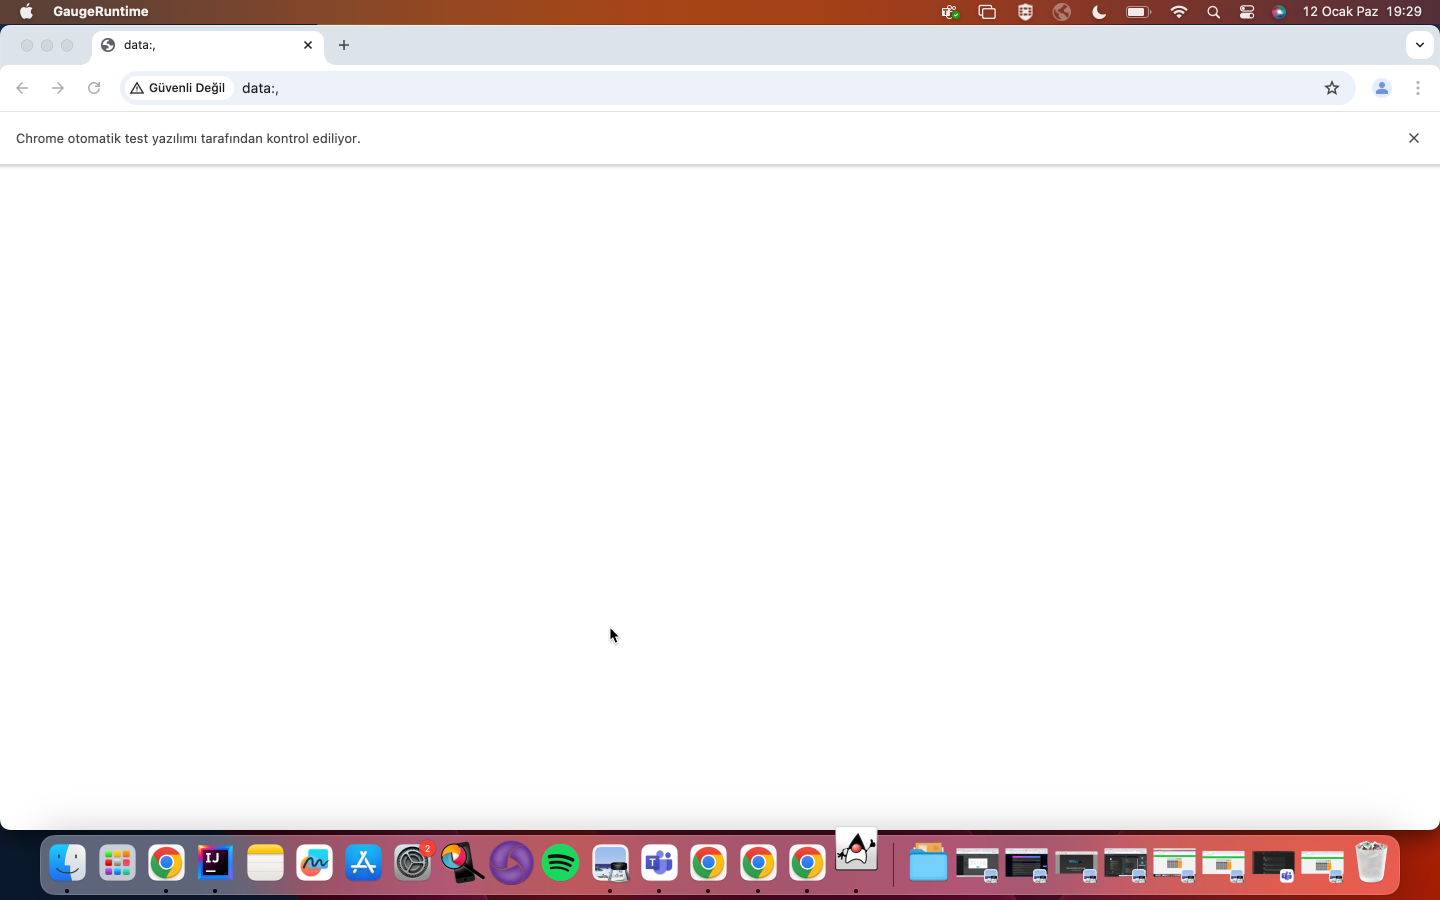 GaugeRuntime
12 Ocak Paz 19:29
data:,
Güvenli Değil
data:,
Chrome otomatik test yazılımı tarafından kontrol ediliyor.
IJ
2